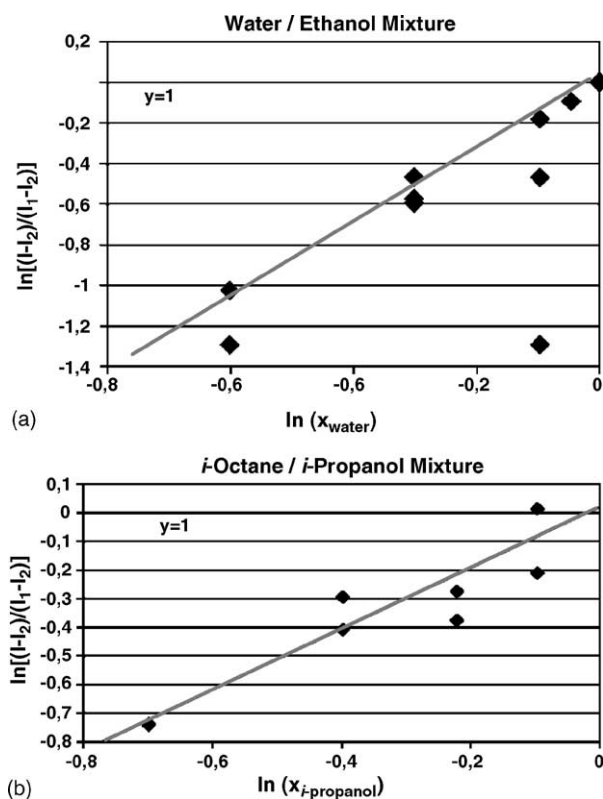 Water / Ethanol Mixture
0,2
y=1
-0,2
-0,4
-0,6
-0,8
-1
-1,2
-1,4
ln[(I-I₂)/(I₁-I₂)]
-0,8 -0,6 -0,6 -0,2 0
ln (xwater)
(a)
i-Octane / i-Propanol Mixture
0,1
0
y=1
-0,1
-0,2
-0,3
-0,4
-0,5
-0,6
-0,7
-0,8
ln[(I-I₂)/(I₁-I₂)]
-0,8 -0,6 -0,4 -0,2 0
ln (xi-propanol)
(b)